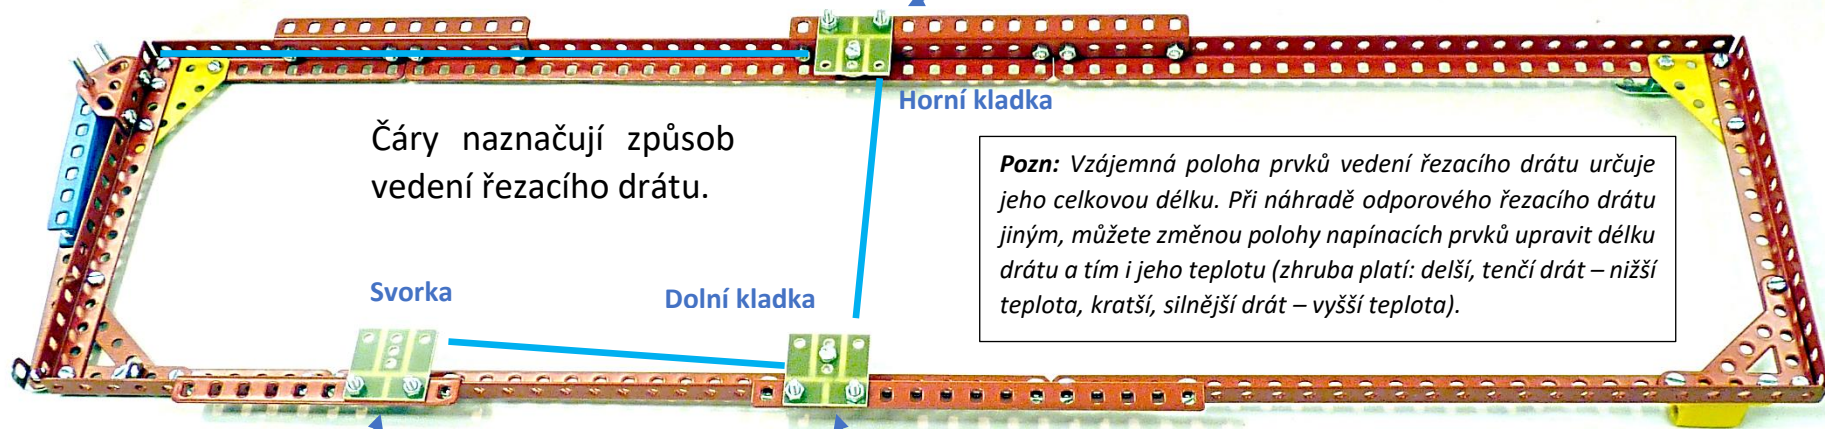 Horní kladka
Čáry naznačují způsob
vedení řezacího drátu.
Pozn: Vzájemná poloha prvků vedení řezacího drátu určuje
jeho celkovou délku. Při náhradě odporového řezacího drátu
jiným, můžete změnou polohy napínacích prvků upravit délku
drátu a tím i jeho teplotu (zhruba platí: delší, tenčí drát – nižší
teplota, kratší, silnější drát – vyšší teplota).
Svorka
Dolní kladka